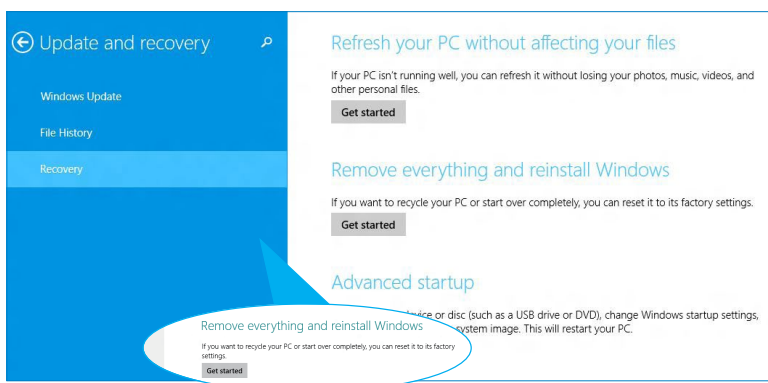 Update and recovery
Windows Update
File History
Recovery
Refresh your PC without affecting your files
If your PC isn't running well, you can refresh it without losing your photos, music, videos, and
other personal files.
Get started
Remove everything and reinstall Windows
If you want to recycle your PC or start over completely, you can reset it to its factory settings.
Get started
Advanced startup
or disc (such as a USB drive or DVD), change Windows startup settings,
system image. This will restart your PC.
Remove everything and reinstall Windows
If you want to recycle your PC or start over completely, you can reset it to its factory
settings.
Get started